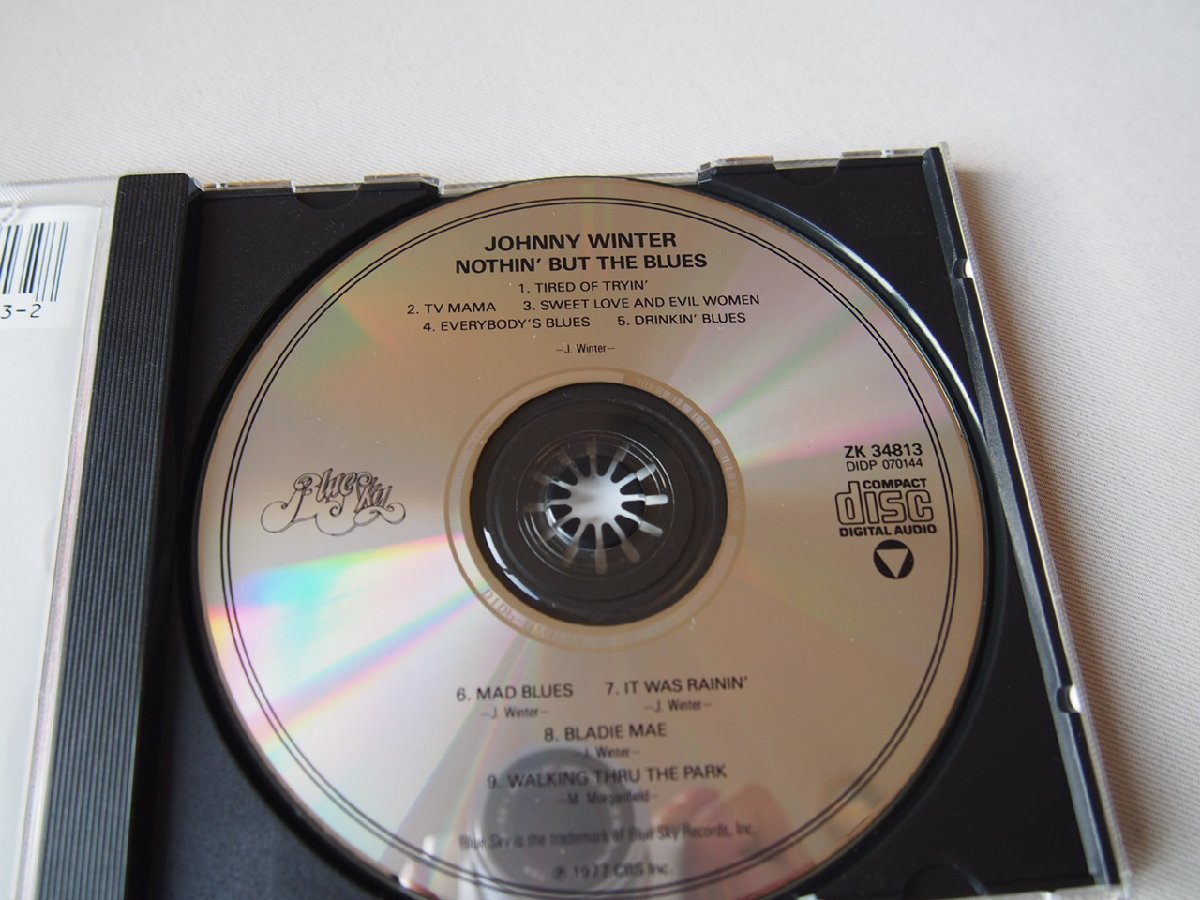 3-2
JOHNNY WINTER
NOTHIN' BUT THE BLUES
1. TIRED OF TRYIN'
2. TV MAMA 3. SWEET LOVE AND EVIL WOMEN
4. EVERYBODY'S BLUES 5. DRINKIN' BLUES
–J. Winter–
Blue Sky
ZK 34813
DIDP 070144
COMPACT
disc
DIGITAL AUDIO
6. MAD BLUES 7. IT WAS RAININ'
–J. Winter– –J. Winter–
8. BLADIE MAE
J. Winter–
9. WALKING THRU THE PARK
–M. Morganfield–
Blue Sky is the trademark of Blue Sky Records, Inc.
℗ 1977 CBS Inc.